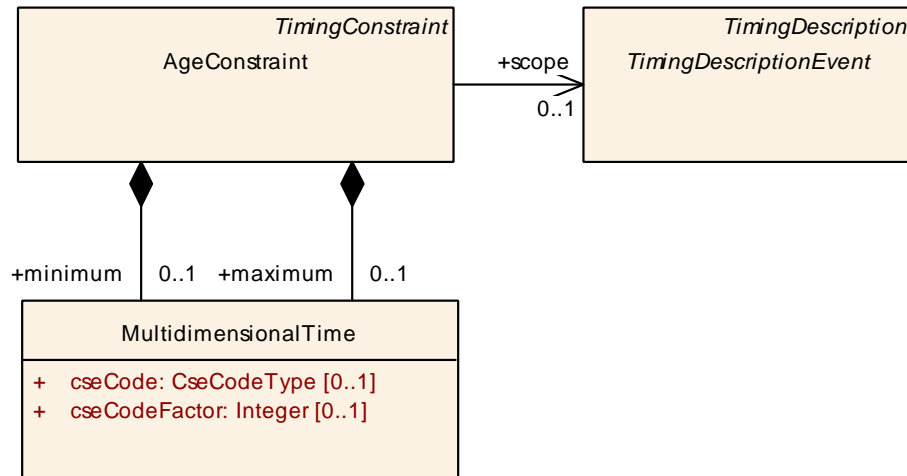 TimingConstraint
AgeConstraint
+scope
0..1
TimingDescription
TimingDescriptionEvent
+minimum 0..1
+maximum 0..1
MultidimensionalTime
+ cseCode: CseCodeType [0..1]
+ cseCodeFactor: Integer [0..1]